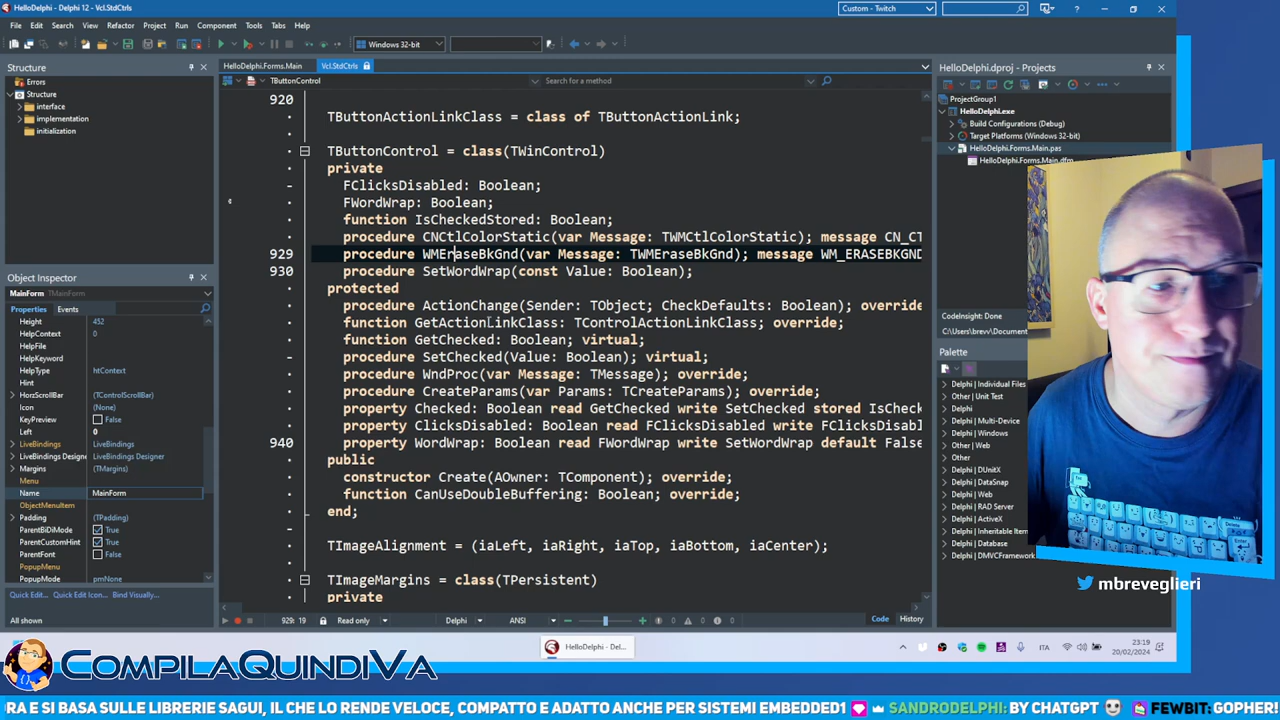 HelloDelphi - Delphi 12 - Vcl.StdCtrls
Custom - Twitch
File Edit Search View Refactor Project Run Component Tools Tabs Help
Windows 32-bit
Structure
Errors
Structure
interface
implementation
initialization
HelloDelphi.Forms.Main Vcl.StdCtrls
TButtonControl
Search for a method
920
TButtonActionLinkClass = class of TButtonActionLink;
TButtonControl = class(TWinControl)
private
FClicksDisabled: Boolean;
FWordWrap: Boolean;
function IsCheckedStored: Boolean;
procedure CNCtlColorStatic(var Message: TWMCtlColorStatic); message CN_CT
929 procedure WMEraseBkGnd(var Message: TWMEraseBkGnd); message WM_ERASEBKGND
930 procedure SetWordWrap(const Value: Boolean);
protected
procedure ActionChange(Sender: TObject; CheckDefaults: Boolean); override
function GetActionLinkClass: TControlActionLinkClass; override;
function GetChecked: Boolean; virtual;
procedure SetChecked(Value: Boolean); virtual;
procedure WndProc(var Message: TMessage); override;
procedure CreateParams(var Params: TCreateParams); override;
property Checked: Boolean read GetChecked write SetChecked stored IsChecke
property ClicksDisabled: Boolean read FClicksDisabled write FClicksDisabl
940 property WordWrap: Boolean read FWordWrap write SetWordWrap default False
public
constructor Create(AOwner: TComponent); override;
function CanUseDoubleBuffering: Boolean; override;
end;
TImageAlignment = (iaLeft, iaRight, iaTop, iaBottom, iaCenter);
TImageMargins = class(TPersistent)
private
929: 19 Read only Delphi ANSI 0 0 0 Code History
Object Inspector
MainForm TMainForm
Properties Events
Height 452
HelpContext 0
HelpFile
HelpKeyword
HelpType htContext
Hint
HorzScrollBar (TControlScrollBar)
Icon (None)
KeyPreview False
Left 0
LiveBindings LiveBindings
LiveBindings Designe LiveBindings Designer
Margins (TMargins)
Menu
Name MainForm
ObjectMenuItem
Padding (TPadding)
ParentBiDiMode True
ParentCustomHint True
ParentFont False
PopupMenu
PopupMode pmNone
Quick Edit... Quick Edit Icon... Bind Visually...
All shown
HelloDelphi.dproj - Projects
ProjectGroup1
HelloDelphi.exe
Build Configurations (Debug)
Target Platforms (Windows 32-bit)
HelloDelphi.Forms.Main.pas
HelloDelphi.Forms.Main.dfm
CodeInsight: Done
C:\Users\brevv\Document
Palette
Delphi | Individual Files
Other | Unit Test
Delphi
Delphi | Multi-Device
Delphi | Windows
Other | Web
Other
Delphi | DUnitX
Delphi | DataSnap
Delphi | Web
Delphi | RAD Server
Delphi | ActiveX
Delphi | Inheritable Item
Delphi | Database
Delphi | DMVCFramework
mbreveglieri
HelloDelphi - Del...
ITA
23:19
20/02/2024
COMPILAQUINDIVA
ORA E SI BASA SULLE LIBRERIE SAGUI, IL CHE LO RENDE VELOCE, COMPATTO E ADATTO ANCHE PER SISTEMI EMBEDDED1 SANDRODELPHI: BY CHATGPT FEWBIT: GOPHER!